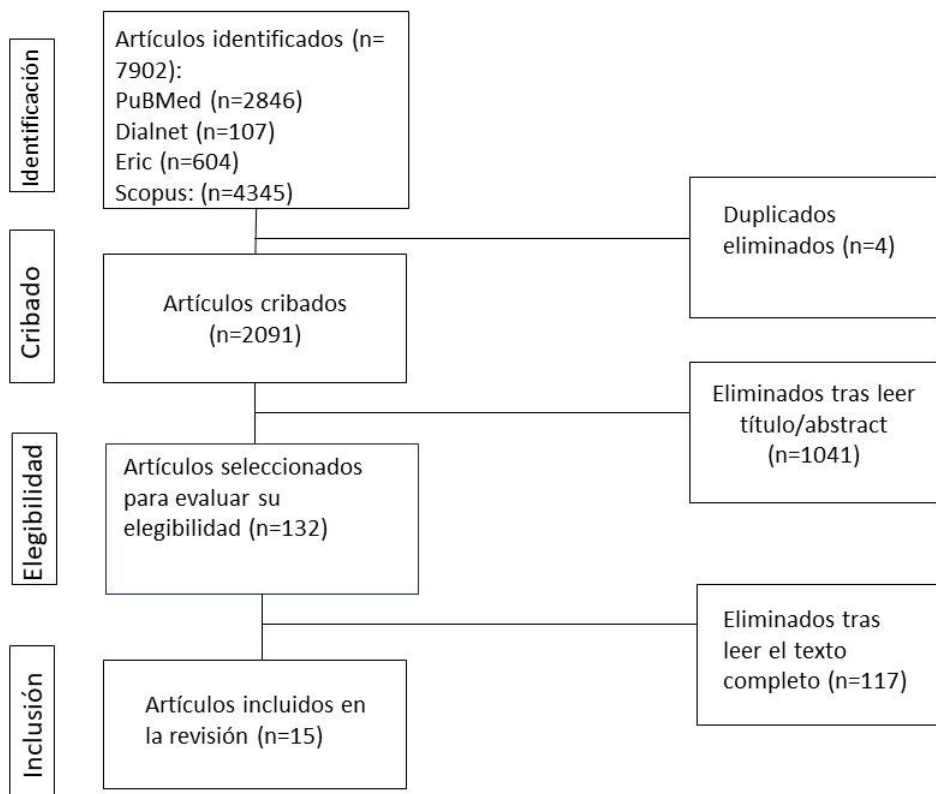 Identificación
Artículos identificados (n=
7902):
PuBMed (n=2846)
Dialnet (n=107)
Eric (n=604)
Scopus: (n=4345)
Duplicados
eliminados (n=4)
Cribado
Artículos cribados
(n=2091)
Eliminados tras leer
título/abstract
(n=1041)
Elegibilidad
Artículos seleccionados
para evaluar su
elegibilidad (n=132)
Eliminados tras
leer el texto
completo (n=117)
Inclusión
Artículos incluidos en
la revisión (n=15)